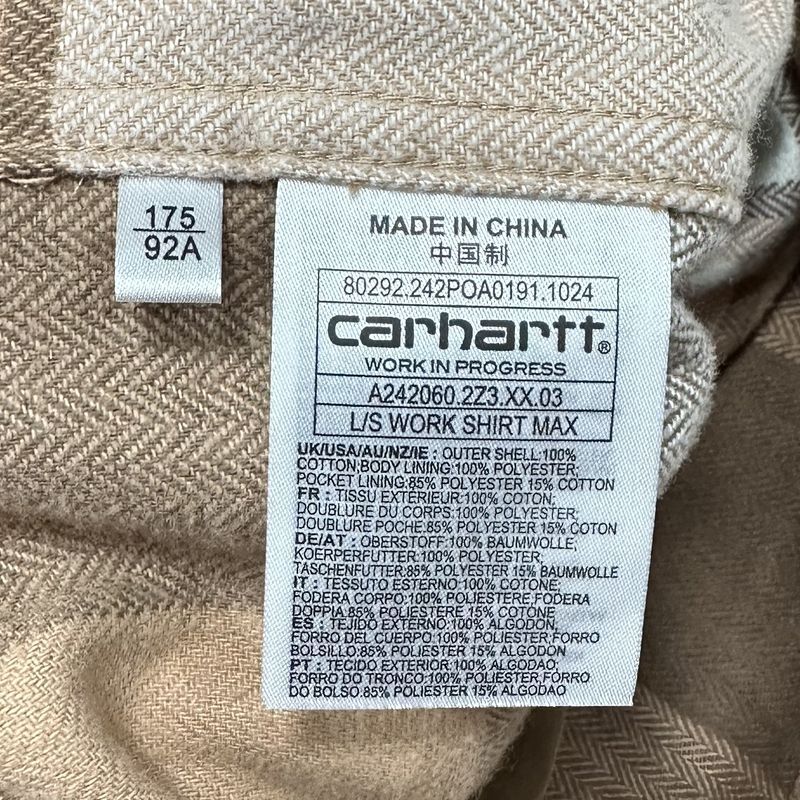 175
92A
MADE IN CHINA
中国制
80292.242POA0191.1024
carhartt®
WORK IN PROGRESS
A242060.2Z3.XX.03
L/S WORK SHIRT MAX
UK/USA/AU/NZ/IE : OUTER SHELL:100%
COTTON;BODY LINING:100% POLYESTER;
POCKET LINING:85% POLYESTER 15% COTTON
FR : TISSU EXTERIEUR:100% COTON;
DOUBLURE DU CORPS:100% POLYESTER;
DOUBLURE POCHE:85% POLYESTER 15% COTON
DE/AT : OBERSTOFF:100% BAUMWOLLE;
KOERPERFUTTER:100% POLYESTER;
TASCHENFUTTER:85% POLYESTER 15% BAUMWOLLE
IT : TESSUTO ESTERNO:100% COTONE;
FODERA CORPO:100% POLIESTERE;FODERA
DOPPIA:85% POLIESTERE 15% COTONE
ES : TEJIDO EXTERNO:100% ALGODON;
FORRO DEL CUERPO:100% POLIESTER;FORRO
BOLSILLO:85% POLIESTER 15% ALGODON
PT : TECIDO EXTERIOR:100% ALGODAO;
FORRO DO TRONCO:100% POLIESTER;FORRO
DO BOLSO:85% POLIESTER 15% ALGODAO